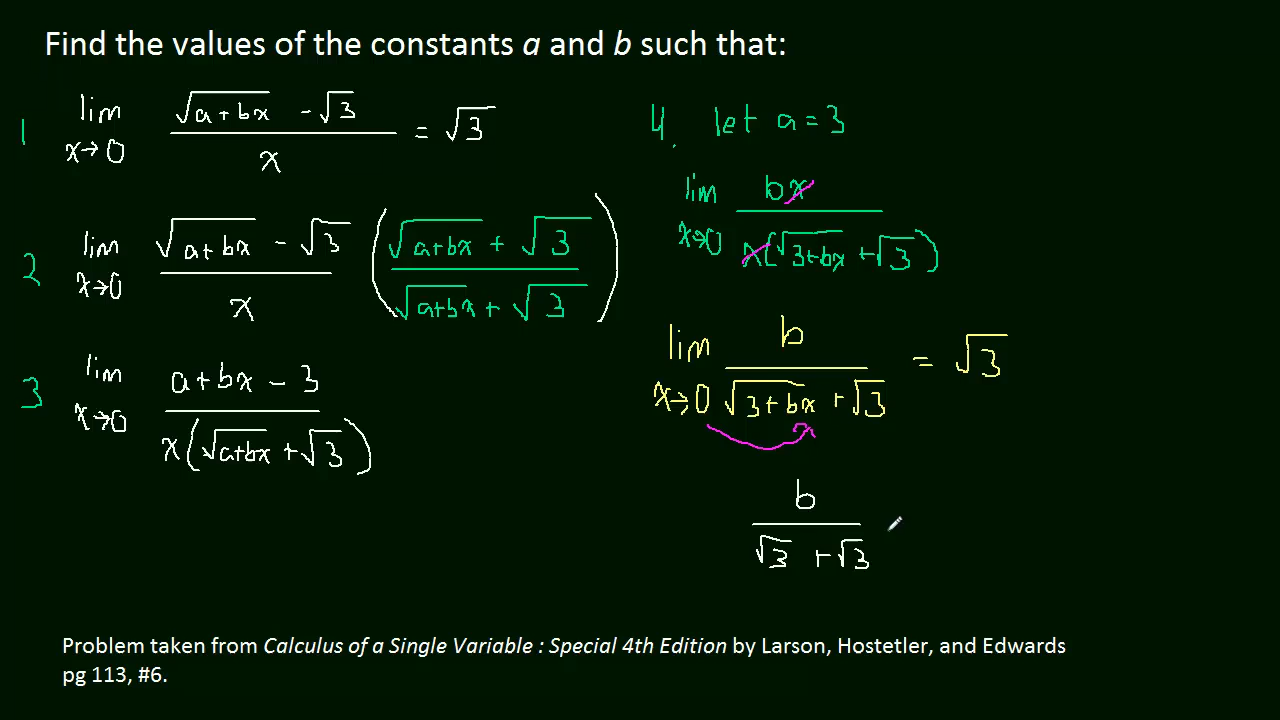 Find the values of the constants a and b such that:
1 lim x→0 (√(a+bx) - √3) / x = √3
2 lim x→0 (√(a+bx) - √3) / x ( (√(a+bx) + √3) / (√(a+bx) + √3) )
3 lim x→0 (a+bx - 3) / (x(√(a+bx) + √3))
4. let a = 3
lim x→0 bx / (x(√(3+bx) + √3))
lim x→0 b / (√(3+bx) + √3) = √3
b / (√3 + √3)
Problem taken from Calculus of a Single Variable : Special 4th Edition by Larson, Hostetler, and Edwards
pg 113, #6.